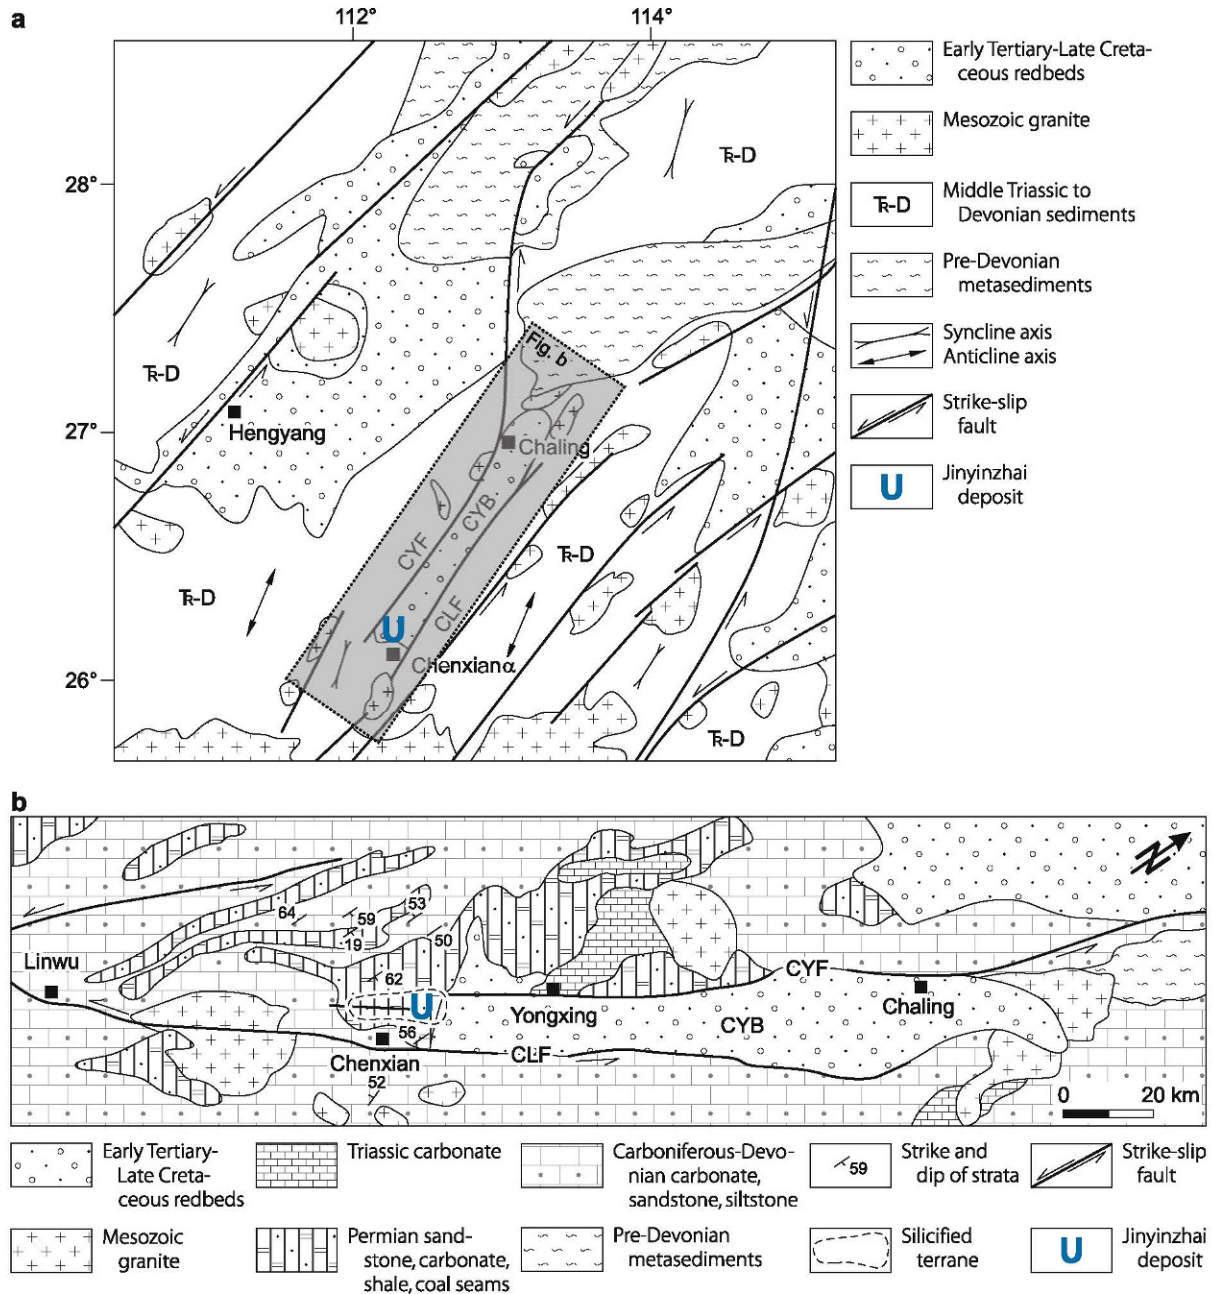 a
112°
114°
28°
27°
26°
Ꞧ-D
Fig. b
Ꞧ-D
Hengyang
Chaling
CYF
CYB
Ꞧ-D
Ꞧ-D
CLF
U
Chenxianα
Ꞧ-D
Early Tertiary-Late Creta-
ceous redbeds
Mesozoic granite
Ꞧ-D
Middle Triassic to
Devonian sediments
Pre-Devonian
metasediments
Syncline axis
Anticline axis
Strike-slip
fault
U
Jinyinzhai
deposit
b
N
64
59
53
19
50
62
Linwu
U
56
Chenxian
52
Yongxing
CLF
CYB
CYF
Chaling
0 20 km
Early Tertiary-
Late Creta-
ceous redbeds
Triassic carbonate
Carboniferous-Devo-
nian carbonate,
sandstone, siltstone
59
Strike and
dip of strata
Strike-slip
fault
Mesozoic
granite
Permian sand-
stone, carbonate,
shale, coal seams
Pre-Devonian
metasediments
Silicified
terrane
U
Jinyinzhai
deposit